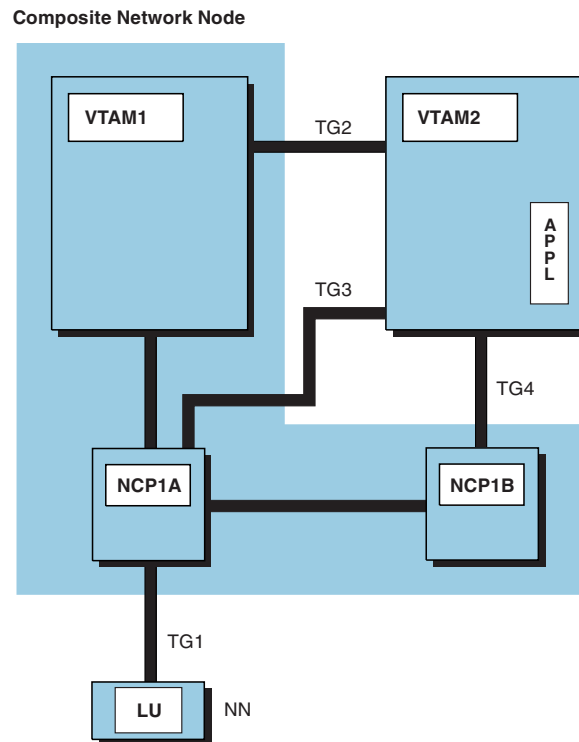 Composite Network Node
VTAM1
VTAM2
TG2
A
P
P
L
TG3
TG4
NCP1A
NCP1B
TG1
LU
NN